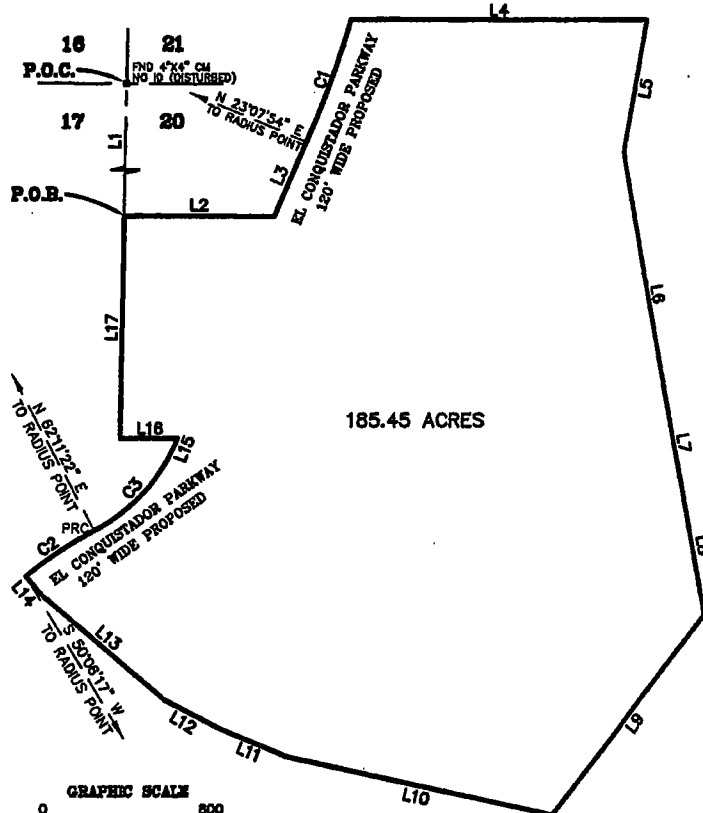 L4
16 21
P.O.C.
FND 4"X4" CM
NO ID (DISTURBED)
17 20
L1
C1
EL CONQUISTADOR PARKWAY
120' WIDE PROPOSED
N 23°07'54" E
TO RADIUS POINT
L3
L5
P.O.B.
L2
L6
L17
185.45 ACRES
L16
L15
L7
N 62°11'22" E
TO RADIUS POINT
C3
PRC
C2
EL CONQUISTADOR PARKWAY
120' WIDE PROPOSED
L14
L13
S 50°06'17" W
TO RADIUS POINT
L12
L11
L10
L9
GRAPHIC SCALE
0